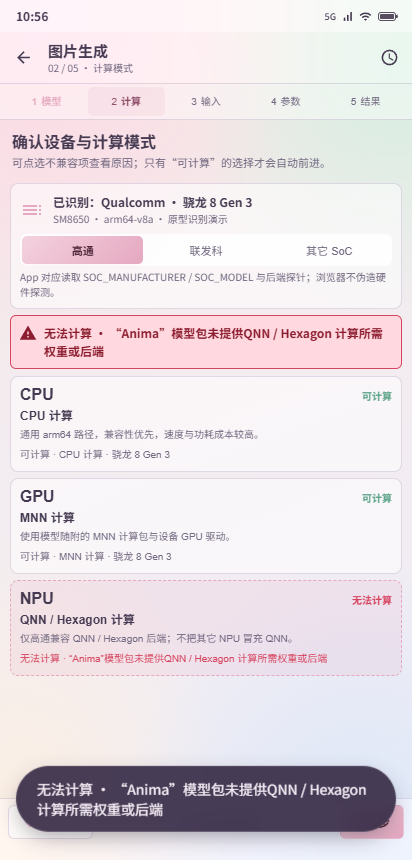 10:56
5G
图片生成
02 / 05 • 计算模式
1 模型
2 计算
3 输入
4 参数
5 结果
确认设备与计算模式
可点选不兼容项查看原因；只有“可计算”的选择才会自动前进。
已识别：Qualcomm • 骁龙 8 Gen 3
SM8650 • arm64-v8a • 原型识别演示
高通
联发科
其它 SoC
App 对应读取 SOC_MANUFACTURER / SOC_MODEL 与后端探针；浏览器不伪造硬
件探测。
无法计算 • “Anima”模型包未提供QNN / Hexagon 计算所需
权重或后端
CPU
可计算
CPU 计算
通用 arm64 路径，兼容性优先，速度与功耗成本较高。
可计算 · CPU 计算 · 骁龙 8 Gen 3
GPU
可计算
MNN 计算
使用模型随附的 MNN 计算包与设备 GPU 驱动。
可计算 · MNN 计算 · 骁龙 8 Gen 3
NPU
无法计算
QNN / Hexagon 计算
仅高通兼容 QNN / Hexagon 后端；不把其它 NPU 冒充 QNN。
无法计算 · “Anima”模型包未提供QNN / Hexagon 计算所需权重或后端
无法计算 • “Anima”模型包未提供QNN / Hexagon
计算所需权重或后端